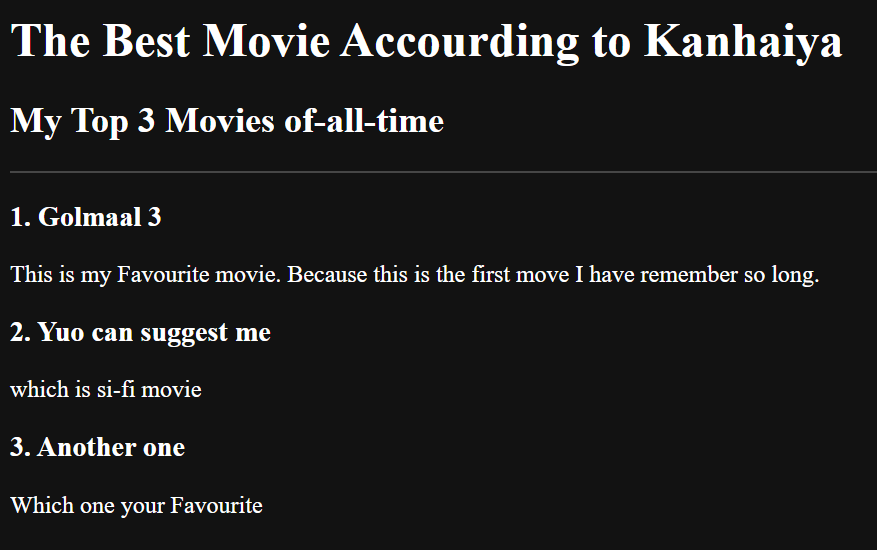 The Best Movie Accourding to Kanhaiya
My Top 3 Movies of-all-time
1. Golmaal 3
This is my Favourite movie. Because this is the first move I have remember so long.
2. Yuo can suggest me
which is si-fi movie
3. Another one
Which one your Favourite